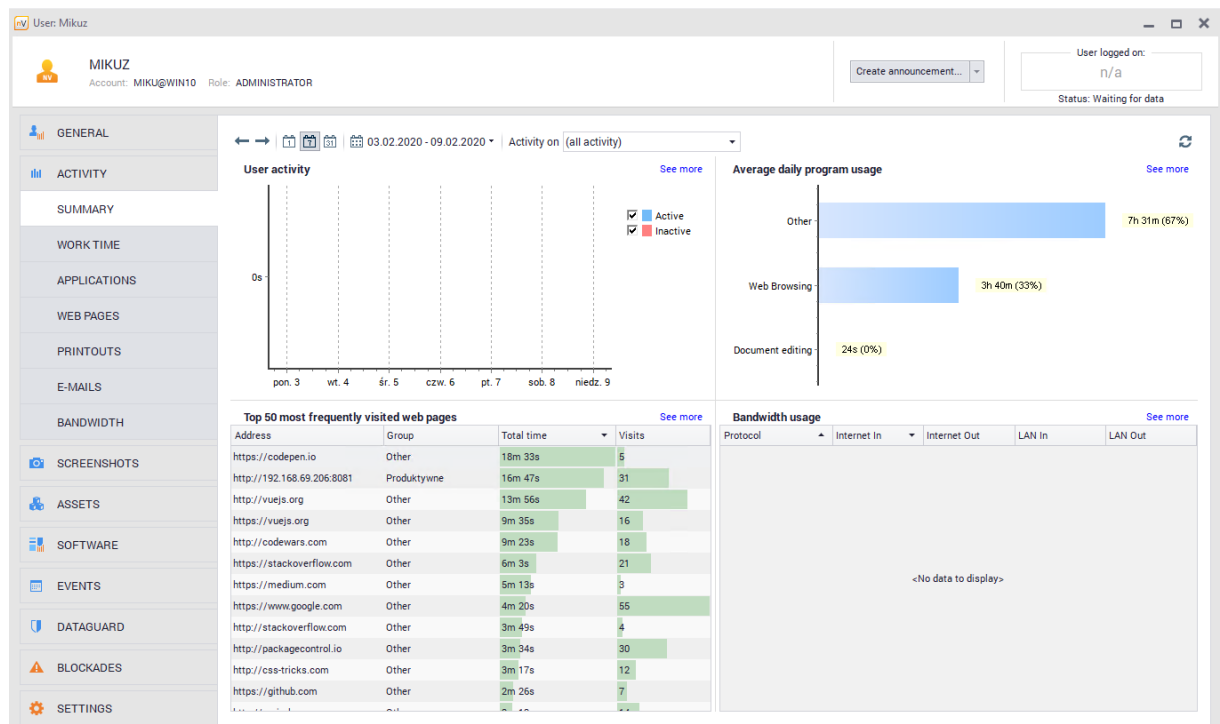 nV User: Mikuz
MIKUZ
Account: MIKU@WIN10 Role: ADMINISTRATOR
NV
Create announcement...
User logged on:
n/a
Status: Waiting for data
GENERAL
ACTIVITY
SUMMARY
WORK TIME
APPLICATIONS
WEB PAGES
PRINTOUTS
E-MAILS
BANDWIDTH
SCREENSHOTS
ASSETS
SOFTWARE
EVENTS
DATAGUARD
BLOCKADES
SETTINGS
1 7 31 03.02.2020 - 09.02.2020 Activity on (all activity)
User activity See more
Active
Inactive
0s
pon. 3 wt. 4 śr. 5 czw. 6 pt. 7 sob. 8 niedz. 9
Average daily program usage See more
Other 7h 31m (67%)
Web Browsing 3h 40m (33%)
Document editing 24s (0%)
Top 50 most frequently visited web pages See more
Address Group Total time Visits
https://codepen.io Other 18m 33s 5
http://192.168.69.206:8081 Produktywne 16m 47s 31
http://vuejs.org Other 13m 56s 42
https://vuejs.org Other 9m 35s 16
http://codewars.com Other 9m 23s 18
https://stackoverflow.com Other 6m 3s 21
https://medium.com Other 5m 13s 3
https://www.google.com Other 4m 20s 55
http://stackoverflow.com Other 3m 49s 4
http://packagecontrol.io Other 3m 34s 30
http://css-tricks.com Other 3m 17s 12
https://github.com Other 2m 26s 7
Bandwidth usage See more
Protocol Internet In Internet Out LAN In LAN Out
<No data to display>